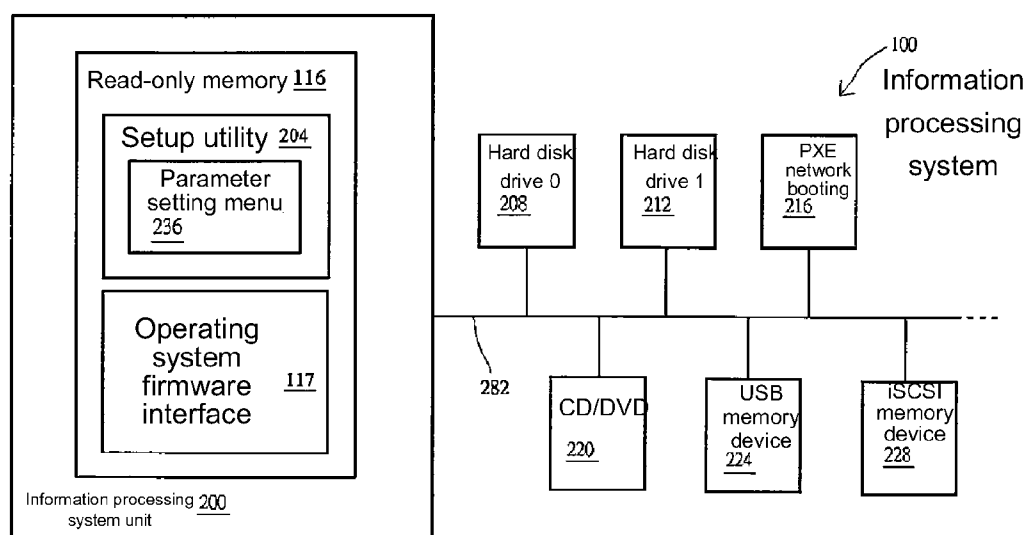 Read-only memory 116
Setup utility 204
Parameter
setting menu
236
Operating
system
firmware
interface
117
Information processing 200
system unit
100
Information
processing
system
Hard disk
drive 0
208
Hard disk
drive 1
212
PXE
network
booting
216
282
CD/DVD
220
USB
memory
device
224
iSCSI
memory
device
228